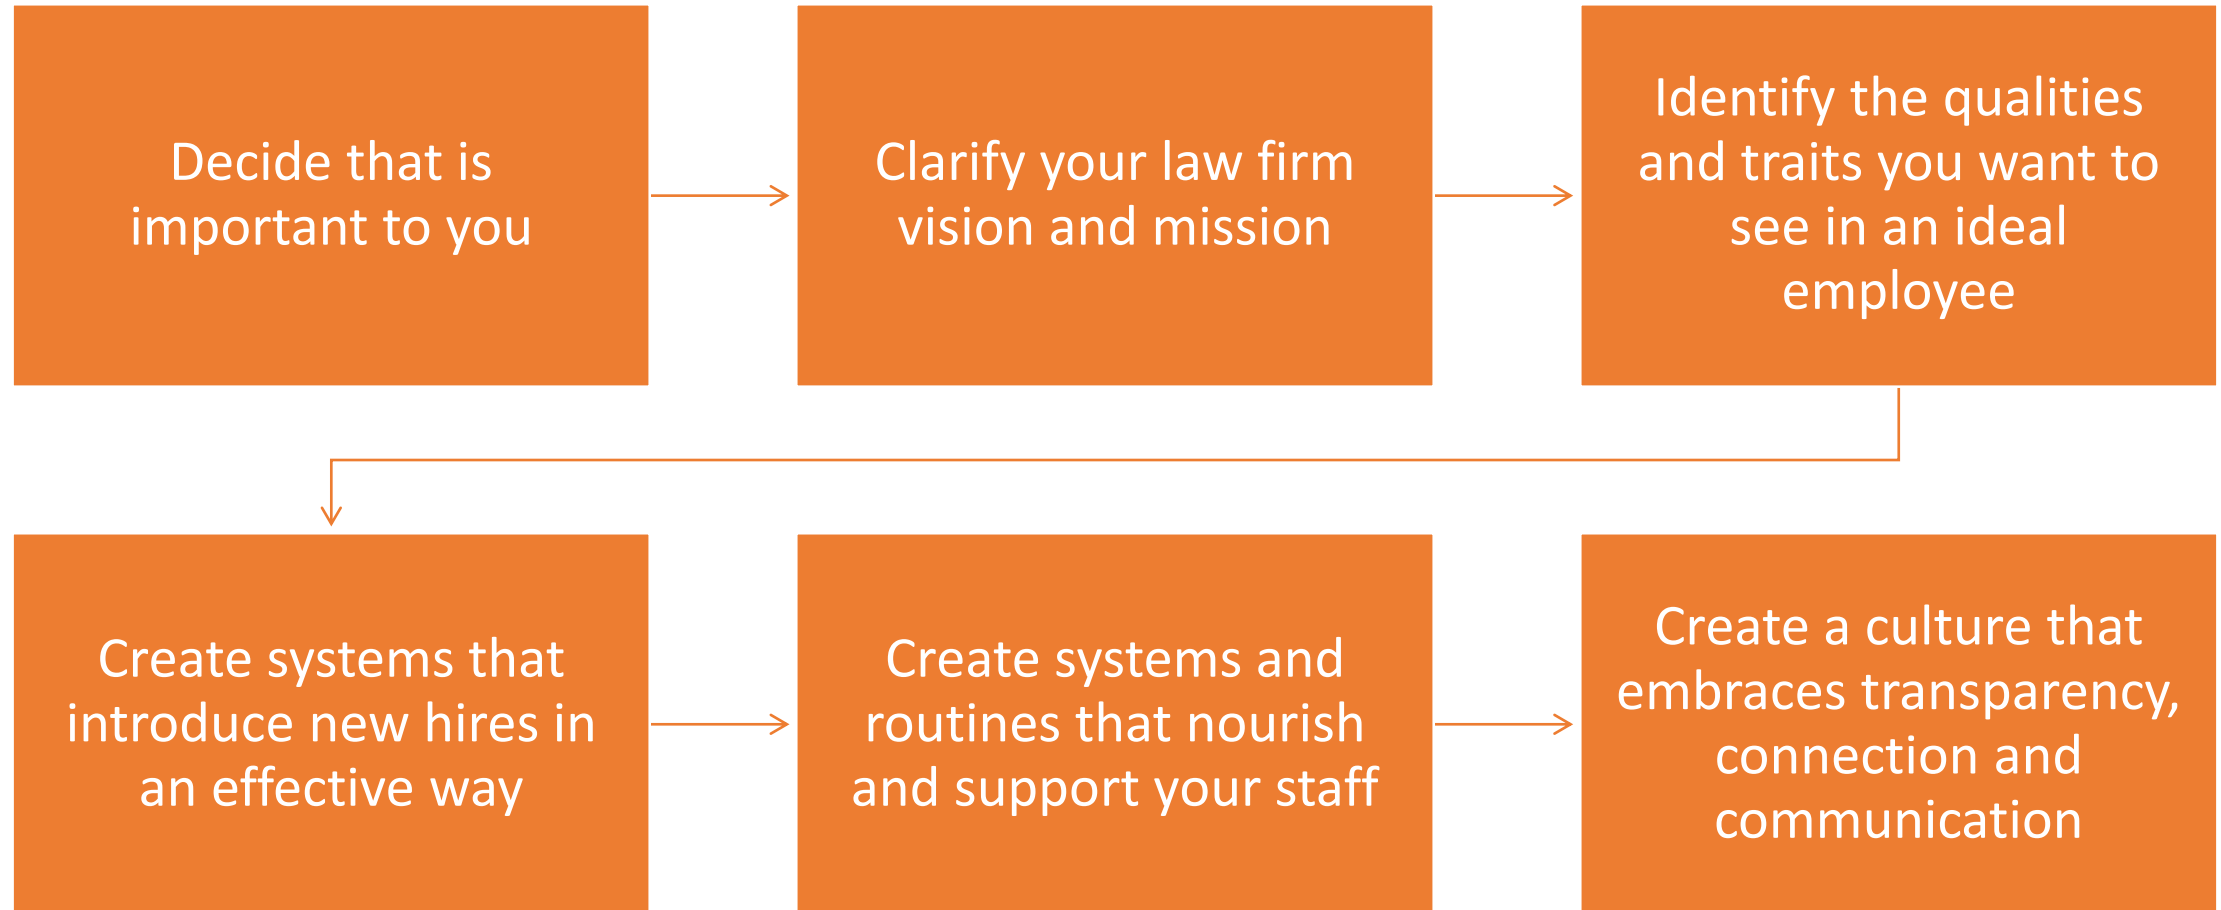 Decide that is
important to you
Clarify your law firm
vision and mission
Identify the qualities
and traits you want to
see in an ideal
employee
Create systems that
introduce new hires in
an effective way
Create systems and
routines that nourish
and support your staff
Create a culture that
embraces transparency,
connection and
communication